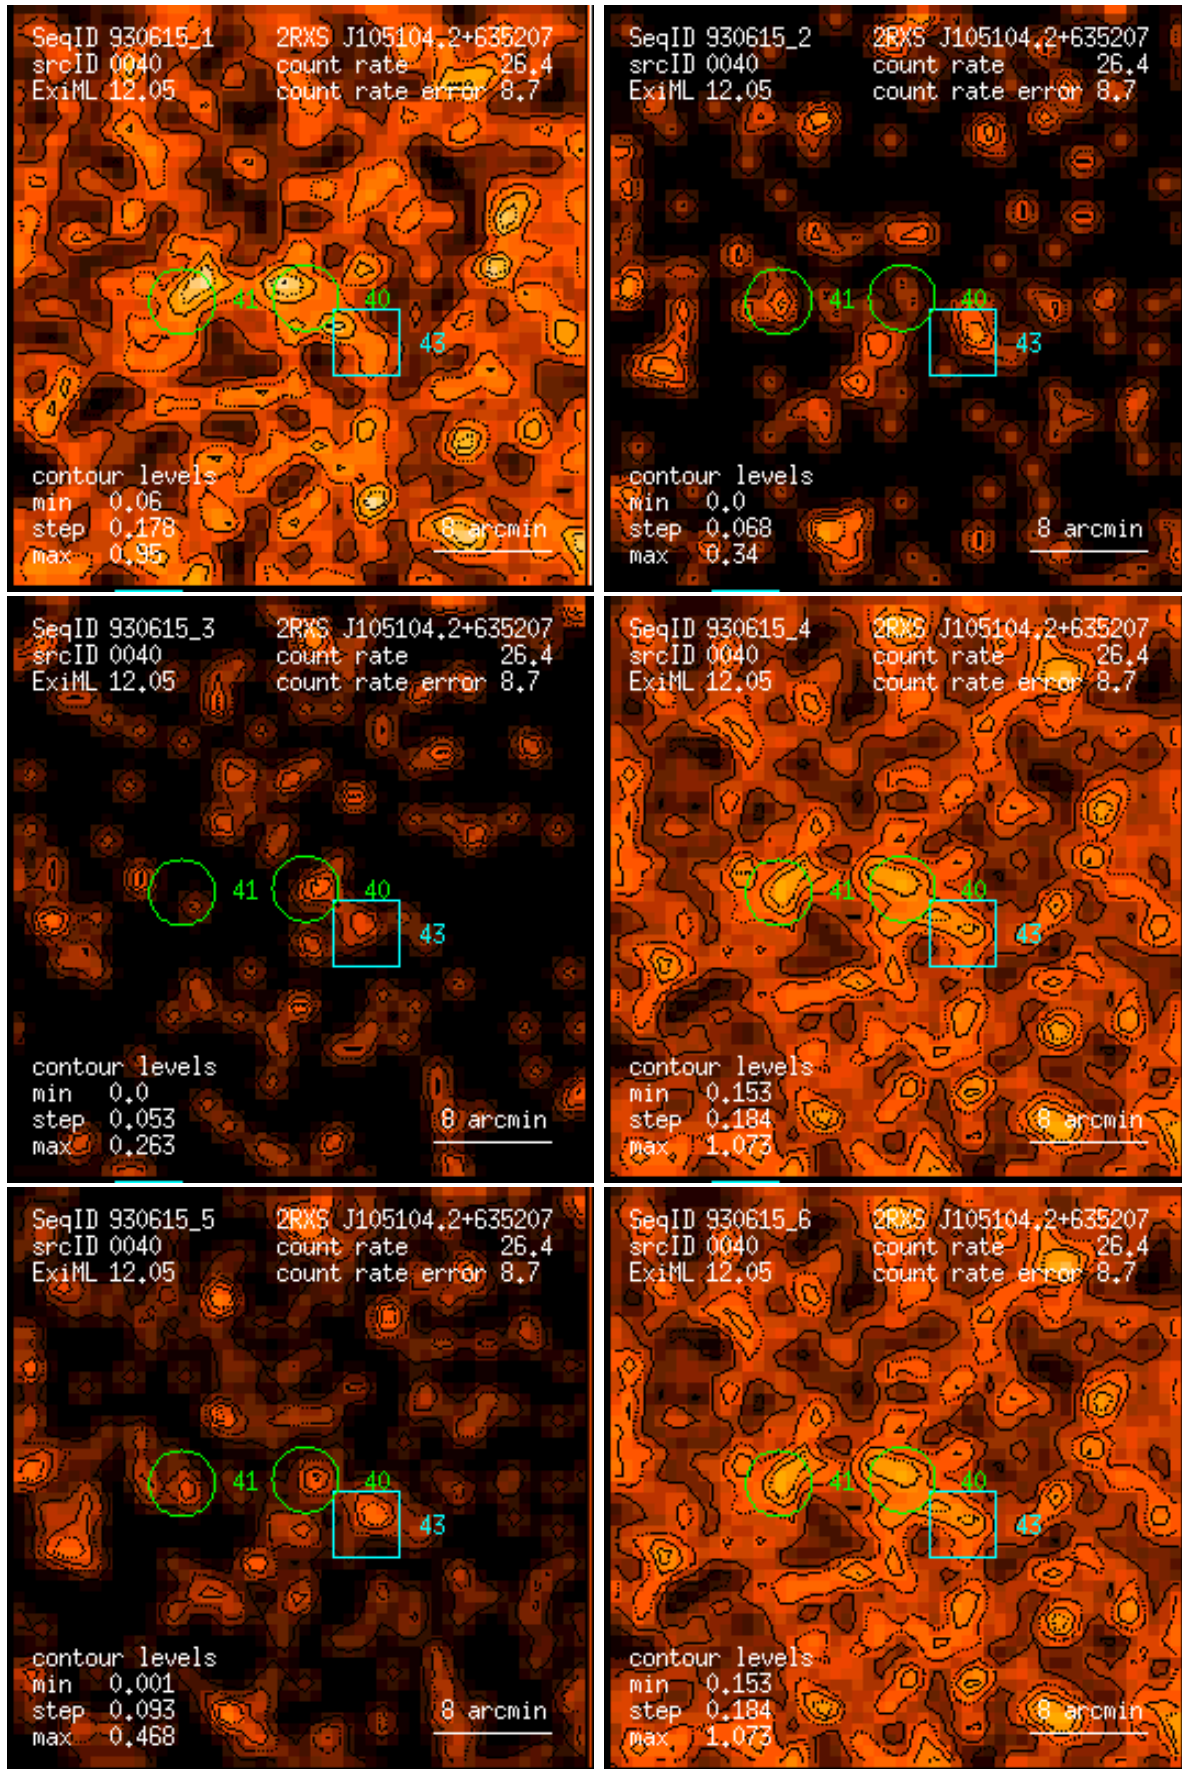 SeqID 930615_1 2RXS J105104.2+635207
srcID 0040 count rate 26.4
ExiML 12.05 count rate error 8.7
41
40
43
contour levels
min 0.06
step 0.178 8 arcmin
max 0.95
SeqID 930615_2 2RXS J105104.2+635207
srcID 0040 count rate 26.4
ExiML 12.05 count rate error 8.7
41
40
43
contour levels
min 0.0
step 0.068 8 arcmin
max 0.34
SeqID 930615_3 2RXS J105104.2+635207
srcID 0040 count rate 26.4
ExiML 12.05 count rate error 8.7
41
40
43
contour levels
min 0.0
step 0.053 8 arcmin
max 0.263
SeqID 930615_4 2RXS J105104.2+635207
srcID 0040 count rate 26.4
ExiML 12.05 count rate error 8.7
41
40
43
contour levels
min 0.153
step 0.184 8 arcmin
max 1.073
SeqID 930615_5 2RXS J105104.2+635207
srcID 0040 count rate 26.4
ExiML 12.05 count rate error 8.7
41
40
43
contour levels
min 0.001
step 0.093 8 arcmin
max 0.468
SeqID 930615_6 2RXS J105104.2+635207
srcID 0040 count rate 26.4
ExiML 12.05 count rate error 8.7
41
40
43
contour levels
min 0.153
step 0.184 8 arcmin
max 1.073